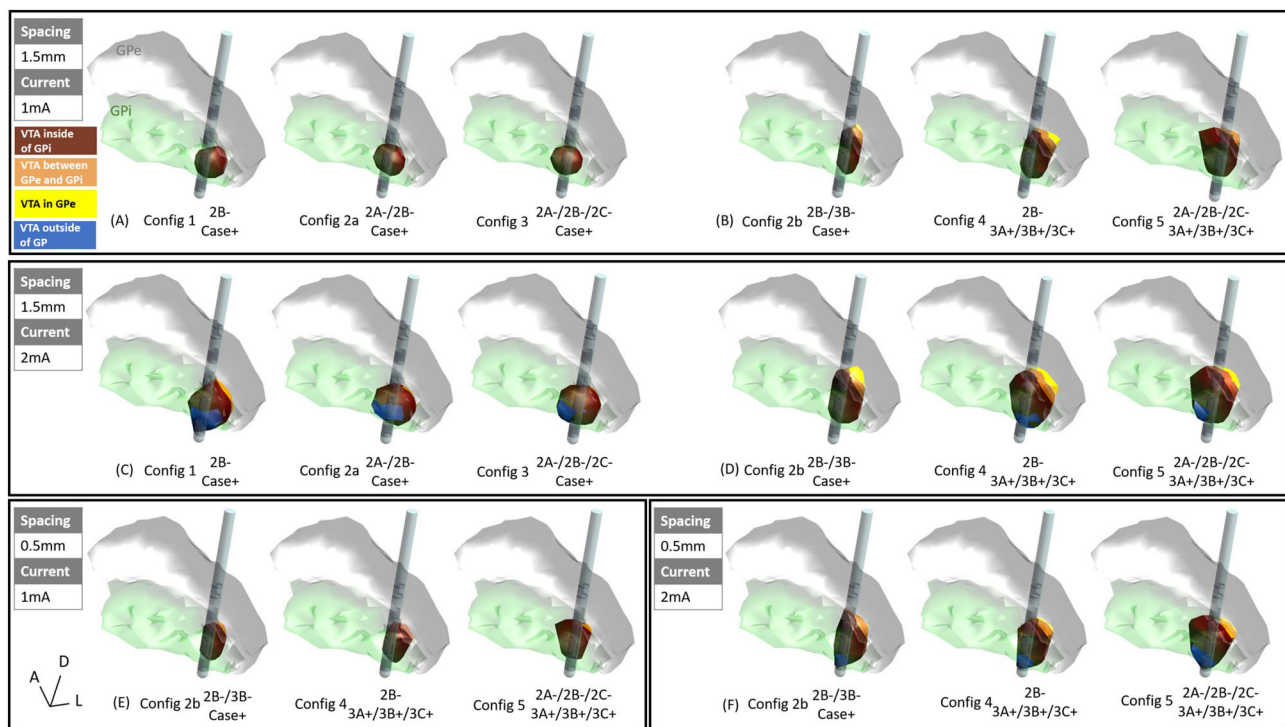 Spacing
1.5mm
Current
1mA
GPe
GPi
VTA inside
of GPi
VTA between
GPe and GPi
VTA in GPe
VTA outside
of GP
(A) Config 1 2B-
Case+
Config 2a 2A-/2B-
Case+
Config 3 2A-/2B-/2C-
Case+
(B) Config 2b 2B-/3B-
Case+
Config 4 2B-
3A+/3B+/3C+
Config 5 2A-/2B-/2C-
3A+/3B+/3C+
Spacing
1.5mm
Current
2mA
(C) Config 1 2B-
Case+
Config 2a 2A-/2B-
Case+
Config 3 2A-/2B-/2C-
Case+
(D) Config 2b 2B-/3B-
Case+
Config 4 2B-
3A+/3B+/3C+
Config 5 2A-/2B-/2C-
3A+/3B+/3C+
Spacing
0.5mm
Current
1mA
D
A
L
(E) Config 2b 2B-/3B-
Case+
Config 4 2B-
3A+/3B+/3C+
Config 5 2A-/2B-/2C-
3A+/3B+/3C+
Spacing
0.5mm
Current
2mA
(F) Config 2b 2B-/3B-
Case+
Config 4 2B-
3A+/3B+/3C+
Config 5 2A-/2B-/2C-
3A+/3B+/3C+